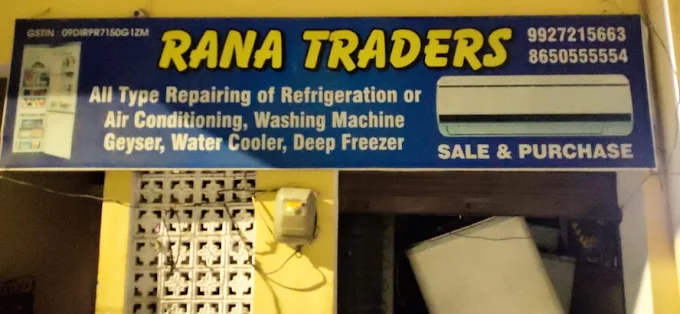 GSTIN : 09DIRPR7150G1ZM
RANA TRADERS
9927215663
8650555554
All Type Repairing of Refrigeration or
Air Conditioning, Washing Machine
Geyser, Water Cooler, Deep Freezer
SALE & PURCHASE